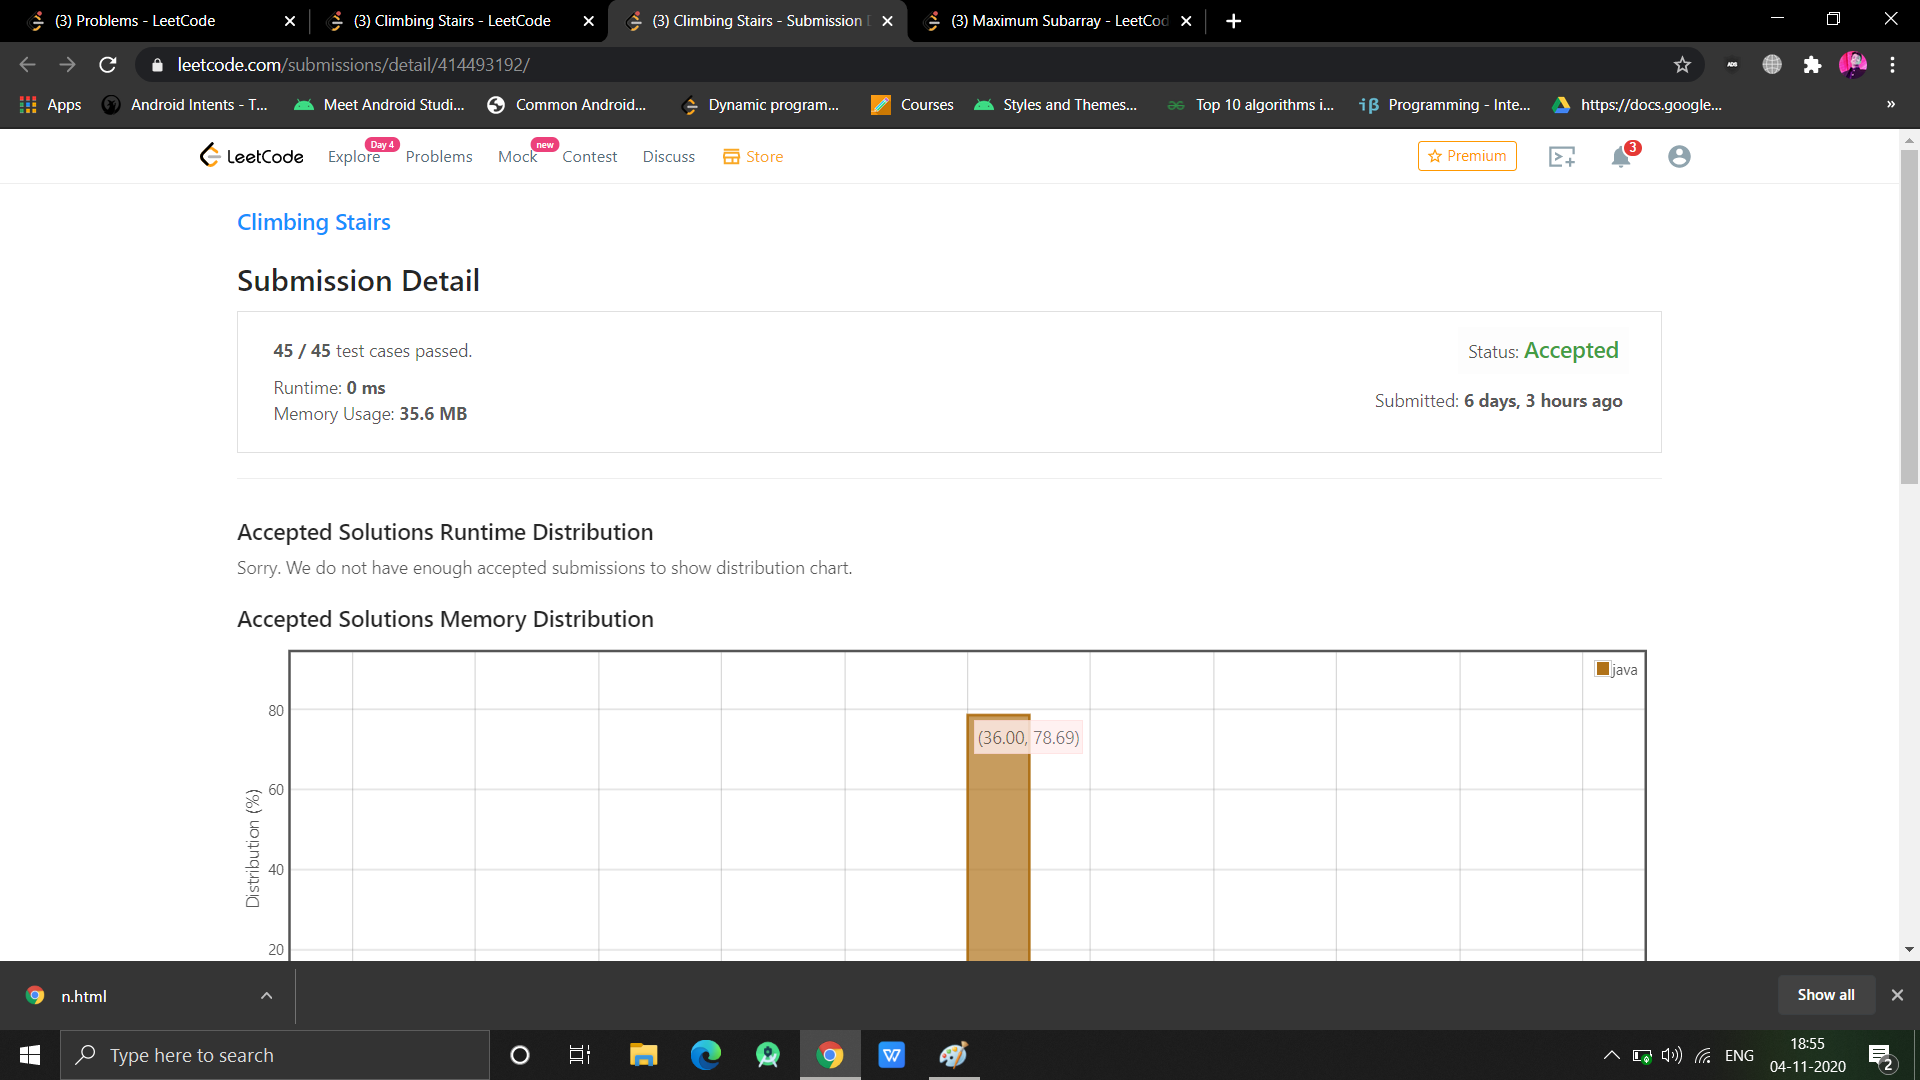 (3) Problems - LeetCode
(3) Climbing Stairs - LeetCode
(3) Climbing Stairs - Submission D
(3) Maximum Subarray - LeetCod
leetcode.com/submissions/detail/414493192/
ADS
Apps
Android Intents - T...
Meet Android Studi...
Common Android...
Dynamic program...
Courses
Styles and Themes...
Top 10 algorithms i...
iβ Programming - Inte...
https://docs.google...
»
LeetCode
Explore
Day 4
Problems
Mock
new
Contest
Discuss
Store
Premium
3
Climbing Stairs
Submission Detail
45 / 45 test cases passed.
Status: Accepted
Runtime: 0 ms
Submitted: 6 days, 3 hours ago
Memory Usage: 35.6 MB
Accepted Solutions Runtime Distribution
Sorry. We do not have enough accepted submissions to show distribution chart.
Accepted Solutions Memory Distribution
java
80
(36.00, 78.69)
60
Distribution (%)
40
20
n.html
Show all
Type here to search
W
ENG
18:55
04-11-2020
2